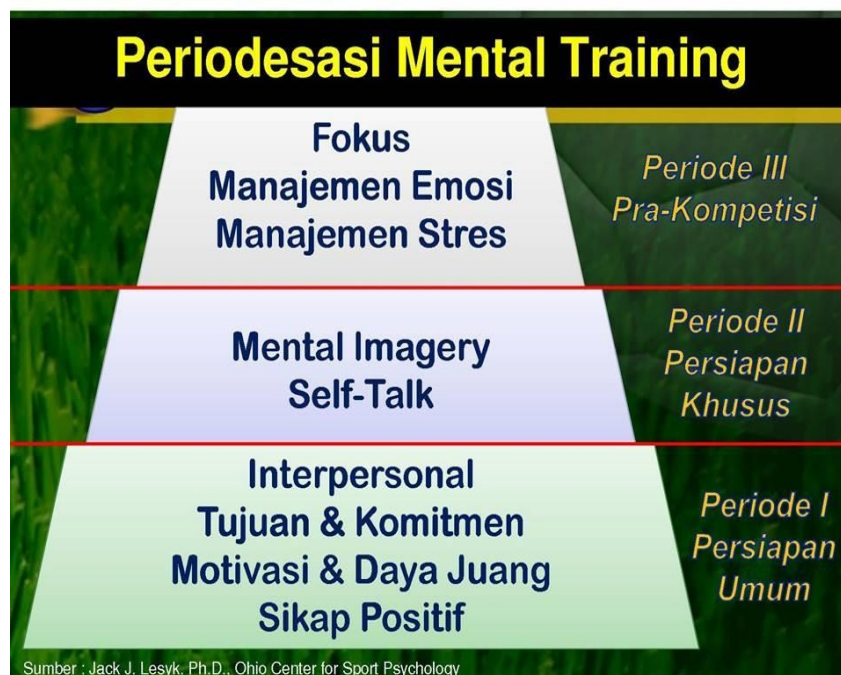 Periodesasi Mental Training
Fokus
Manajemen Emosi
Manajemen Stres
Periode III
Pra-Kompetisi
Mental Imagery
Self-Talk
Periode II
Persiapan
Khusus
Interpersonal
Tujuan & Komitmen
Motivasi & Daya Juang
Sikap Positif
Periode I
Persiapan
Umum
Sumber : Jack J. Lesyk, Ph.D., Ohio Center for Sport Psychology